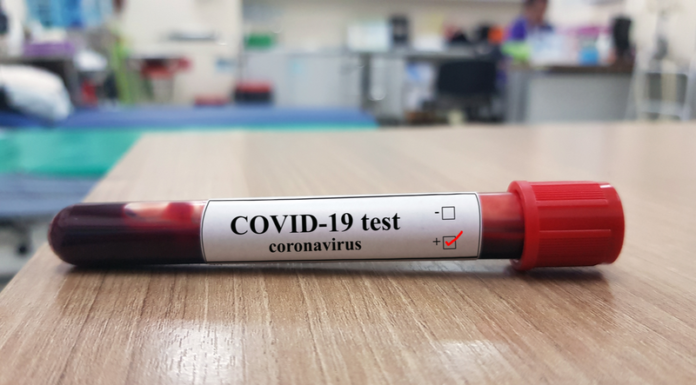 COVID-19 test
coronavirus
- ☐
+ ☑